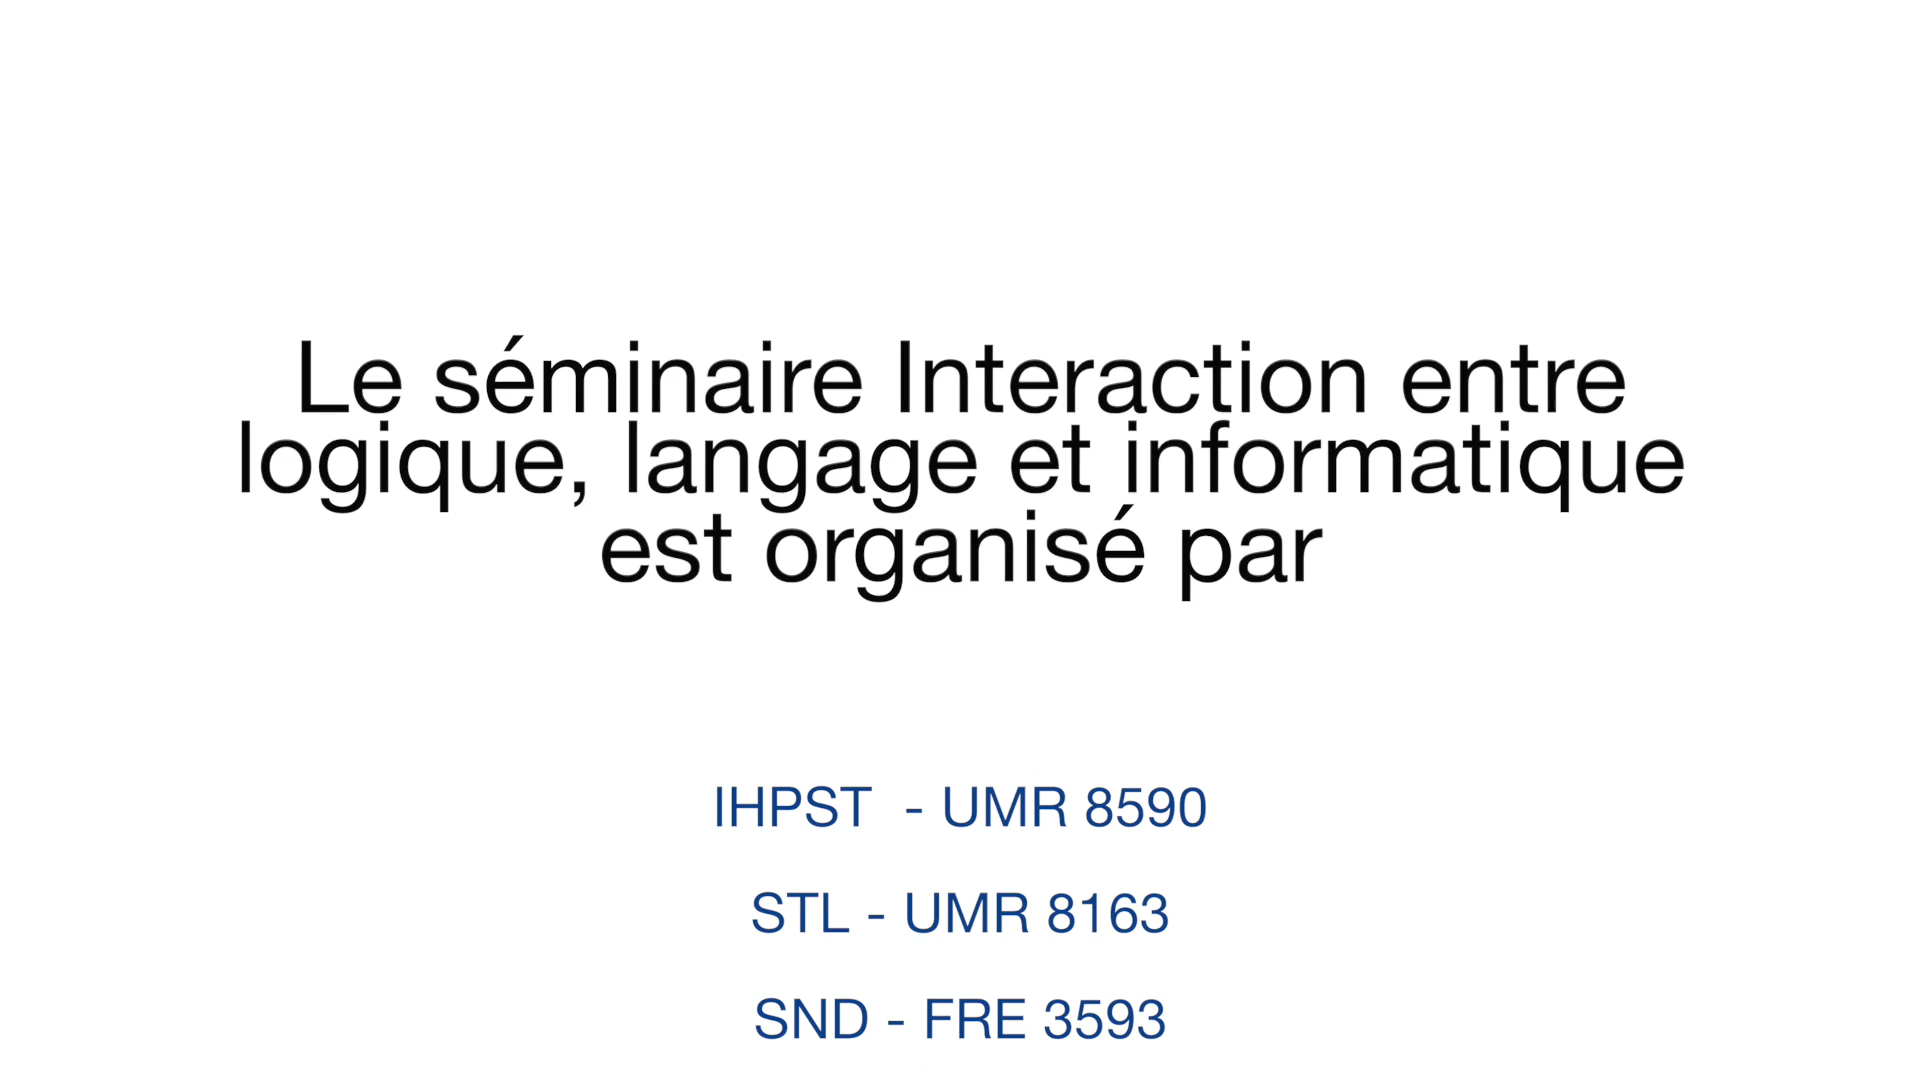 Le séminaire Interaction entre
logique, langage et informatique
est organisé par
IHPST - UMR 8590
STL - UMR 8163
SND - FRE 3593